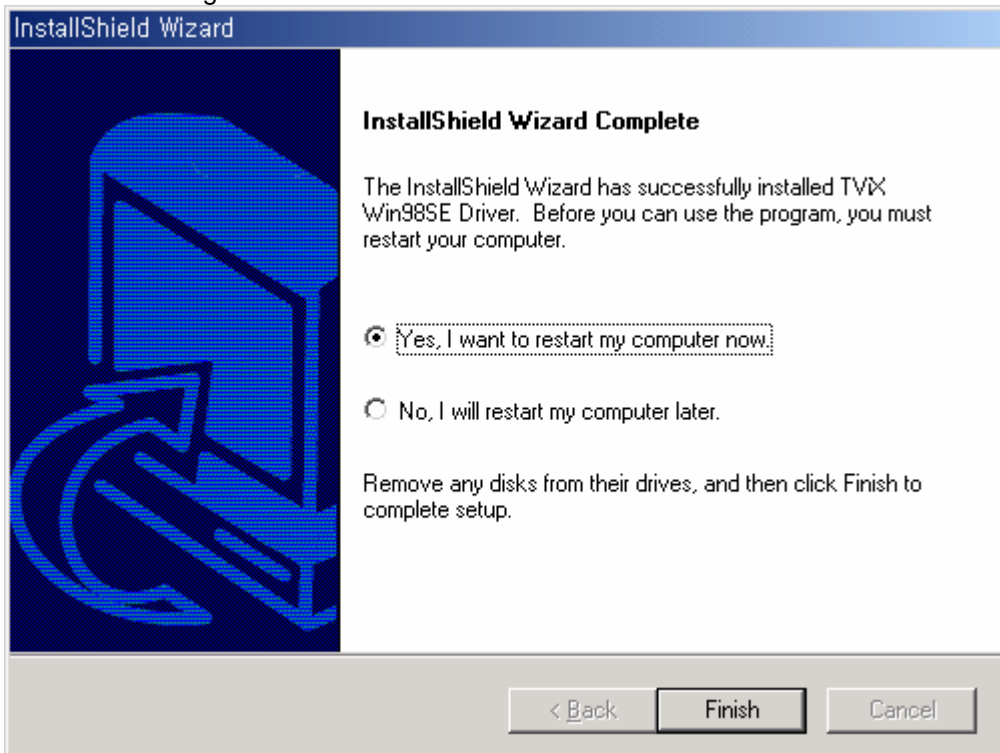 InstallShield Wizard
InstallShield Wizard Complete
The InstallShield Wizard has successfully installed TViX
Win98SE Driver. Before you can use the program, you must
restart your computer.
Yes, I want to restart my computer now.
No, I will restart my computer later.
Remove any disks from their drives, and then click Finish to
complete setup.
< Back
Finish
Cancel